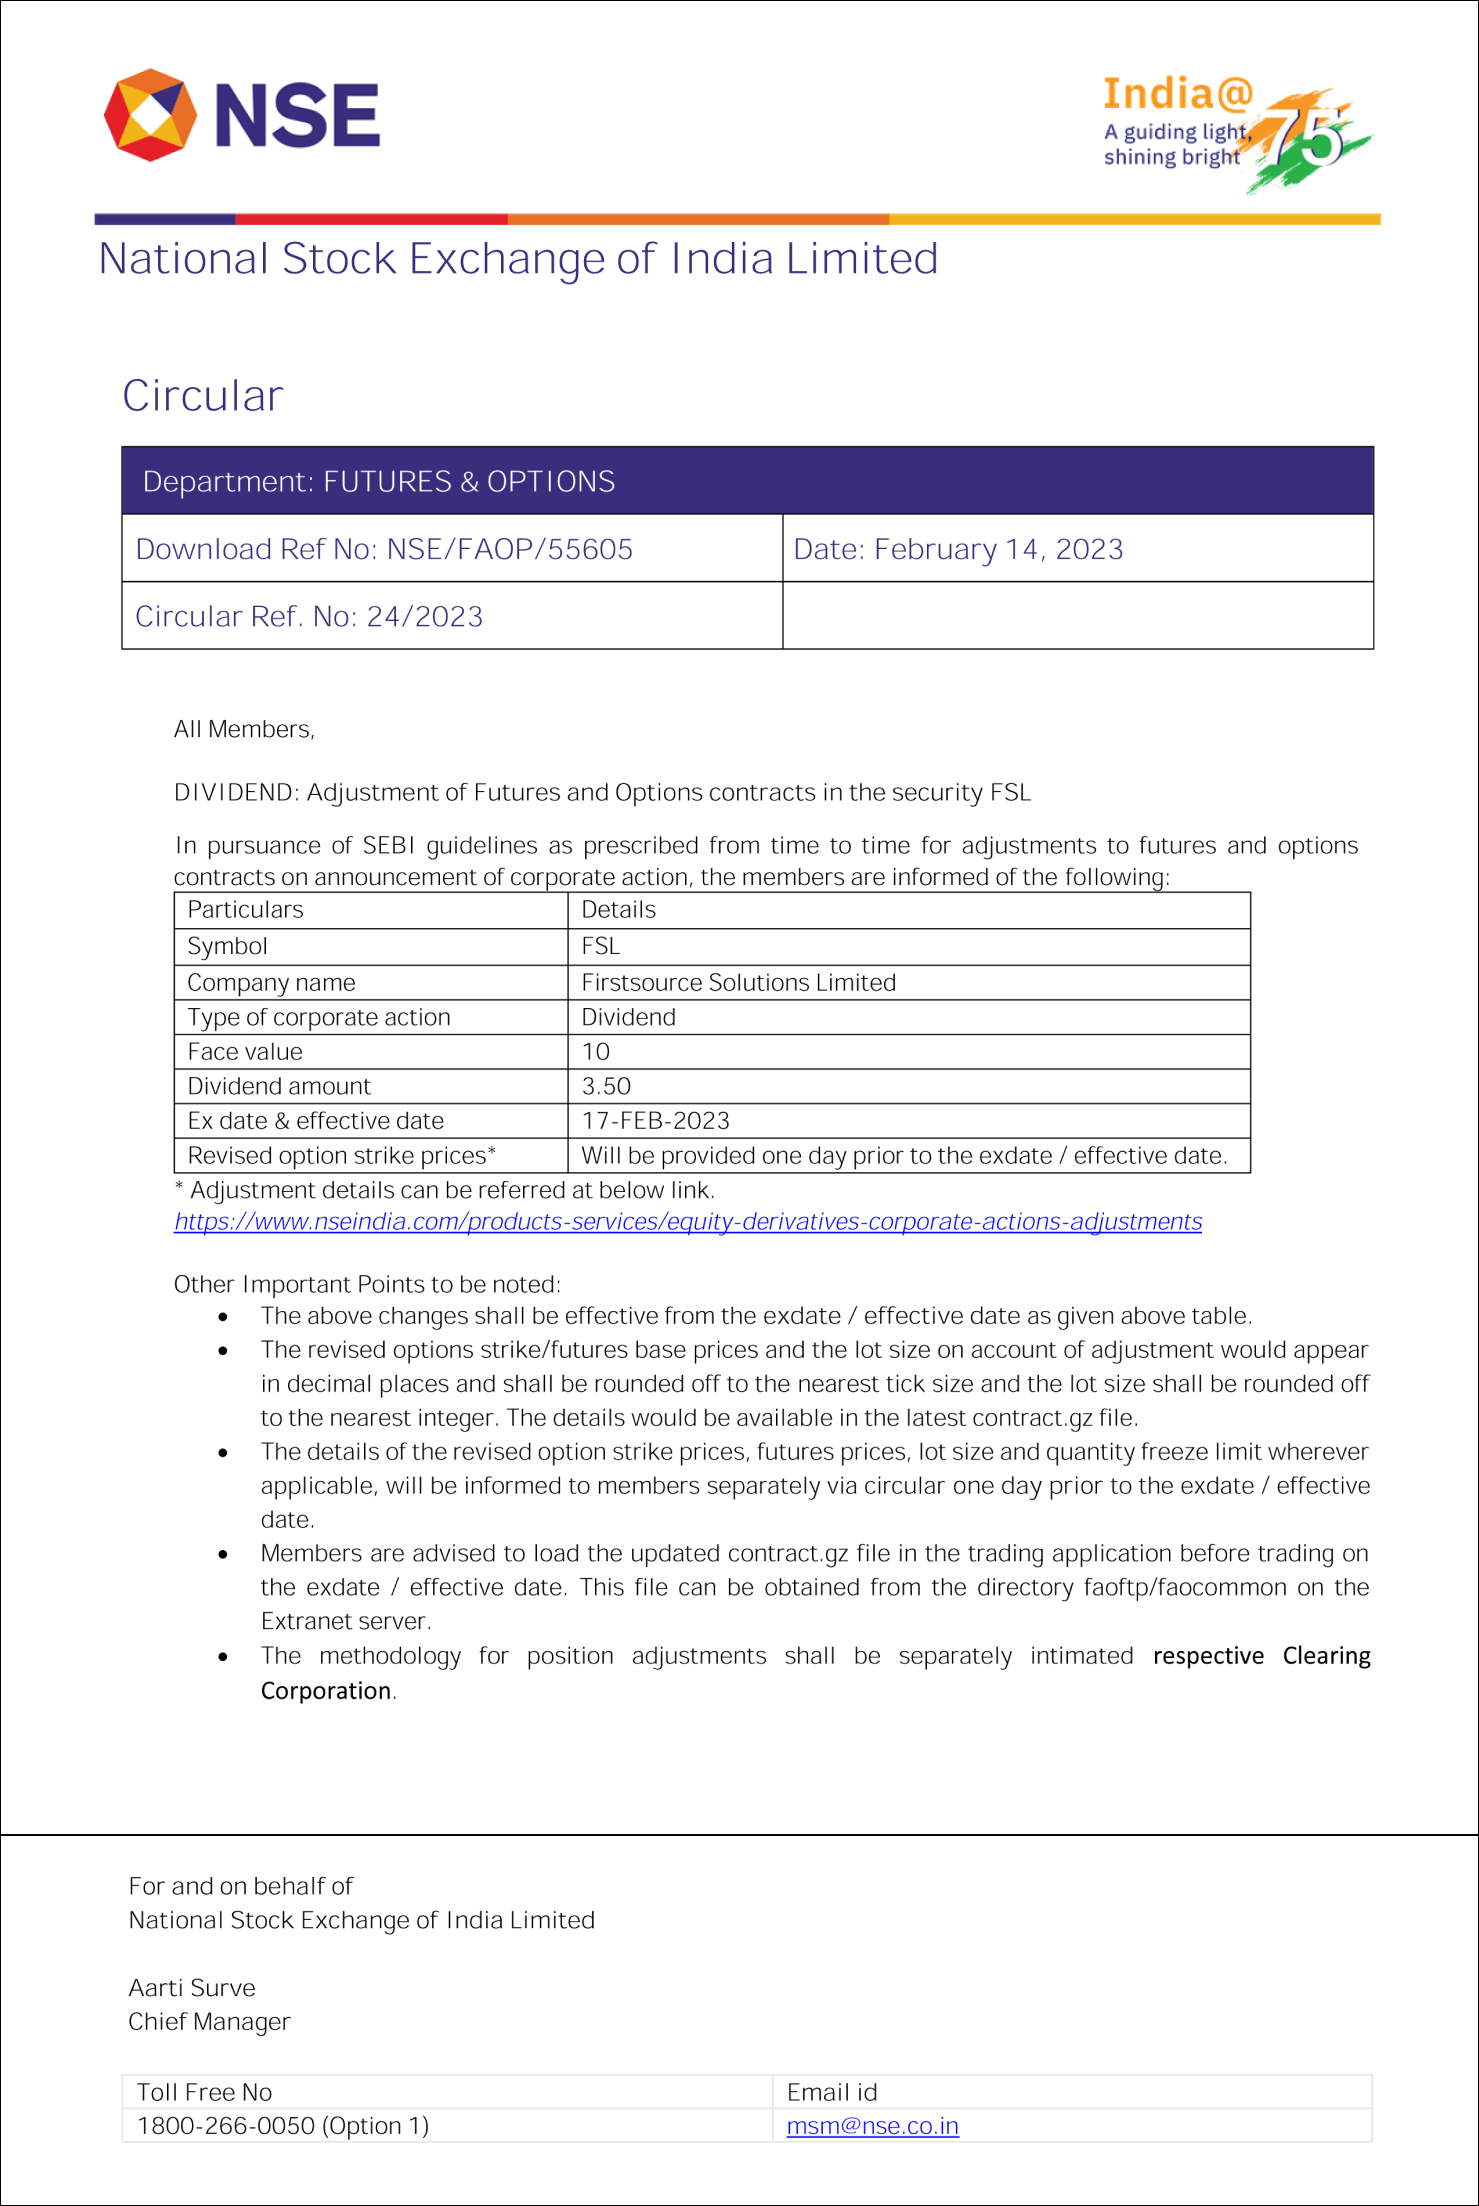 NSE
India@
75
A guiding light,
shining bright
National Stock Exchange of India Limited
Circular
Department: FUTURES & OPTIONS
Download Ref No: NSE/FAOP/55605 Date: February 14, 2023
Circular Ref. No: 24/2023
All Members,
DIVIDEND: Adjustment of Futures and Options contracts in the security FSL
In pursuance of SEBI guidelines as prescribed from time to time for adjustments to futures and options
contracts on announcement of corporate action, the members are informed of the following:
Particulars Details
Symbol FSL
Company name Firstsource Solutions Limited
Type of corporate action Dividend
Face value 10
Dividend amount 3.50
Ex date & effective date 17-FEB-2023
Revised option strike prices* Will be provided one day prior to the exdate / effective date.
* Adjustment details can be referred at below link.
https://www.nseindia.com/products-services/equity-derivatives-corporate-actions-adjustments
Other Important Points to be noted:
• The above changes shall be effective from the exdate / effective date as given above table.
• The revised options strike/futures base prices and the lot size on account of adjustment would appear
in decimal places and shall be rounded off to the nearest tick size and the lot size shall be rounded off
to the nearest integer. The details would be available in the latest contract.gz file.
• The details of the revised option strike prices, futures prices, lot size and quantity freeze limit wherever
applicable, will be informed to members separately via circular one day prior to the exdate / effective
date.
• Members are advised to load the updated contract.gz file in the trading application before trading on
the exdate / effective date. This file can be obtained from the directory faoftp/faocommon on the
Extranet server.
• The methodology for position adjustments shall be separately intimated respective Clearing
Corporation.
For and on behalf of
National Stock Exchange of India Limited
Aarti Surve
Chief Manager
Toll Free No Email id
1800-266-0050 (Option 1) msm@nse.co.in